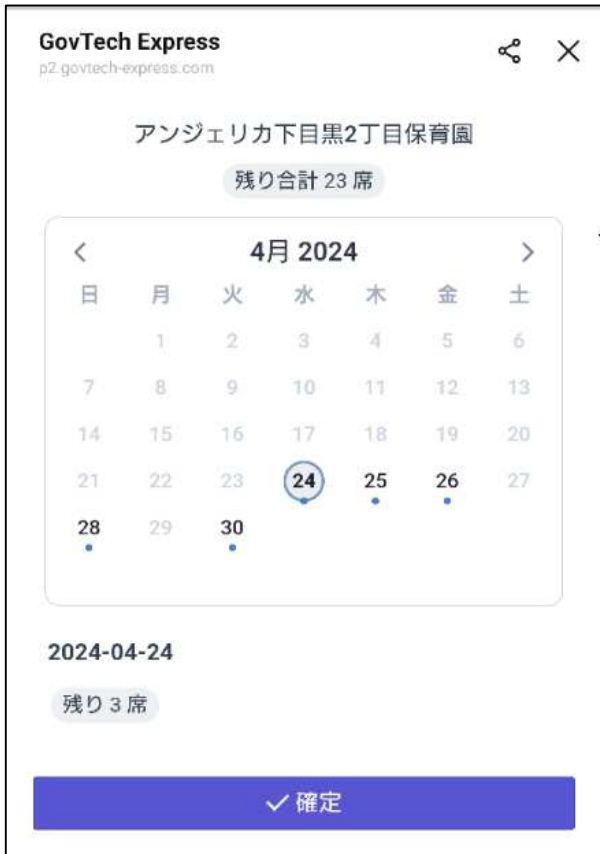 GovTech Express
p2.govtech-express.com
アンジェリカ下目黒2丁目保育園
残り合計 23 席
4月 2024
日 月 火 水 木 金 土
1 2 3 4 5 6
7 8 9 10 11 12 13
14 15 16 17 18 19 20
21 22 23 24 25 26 27
28 29 30
2024-04-24
残り 3 席
確定